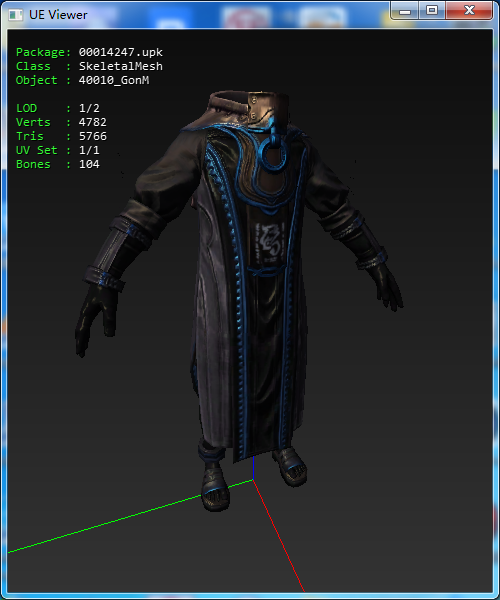 UE Viewer
Package: 00014247.upk
Class : SkeletalMesh
Object : 40010_GonM
LOD : 1/2
Verts : 4782
Tris : 5766
UV Set : 1/1
Bones : 104